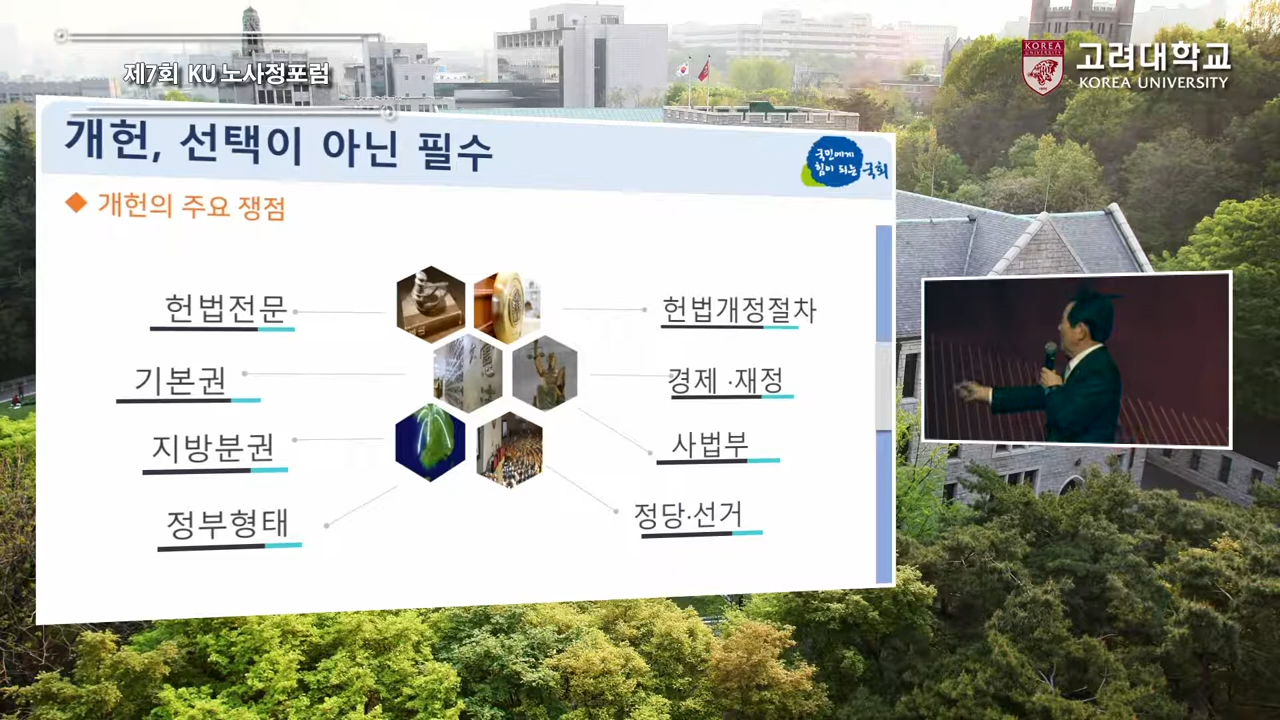 제7회 KU 노사정포럼
KOREA
UNIVERSITY
고려대학교
KOREA UNIVERSITY
개헌, 선택이 아닌 필수
국민에게
힘이 되는 국회
◆ 개헌의 주요 쟁점
헌법전문
헌법개정절차
기본권
경제 ·재정
지방분권
사법부
정부형태
정당·선거